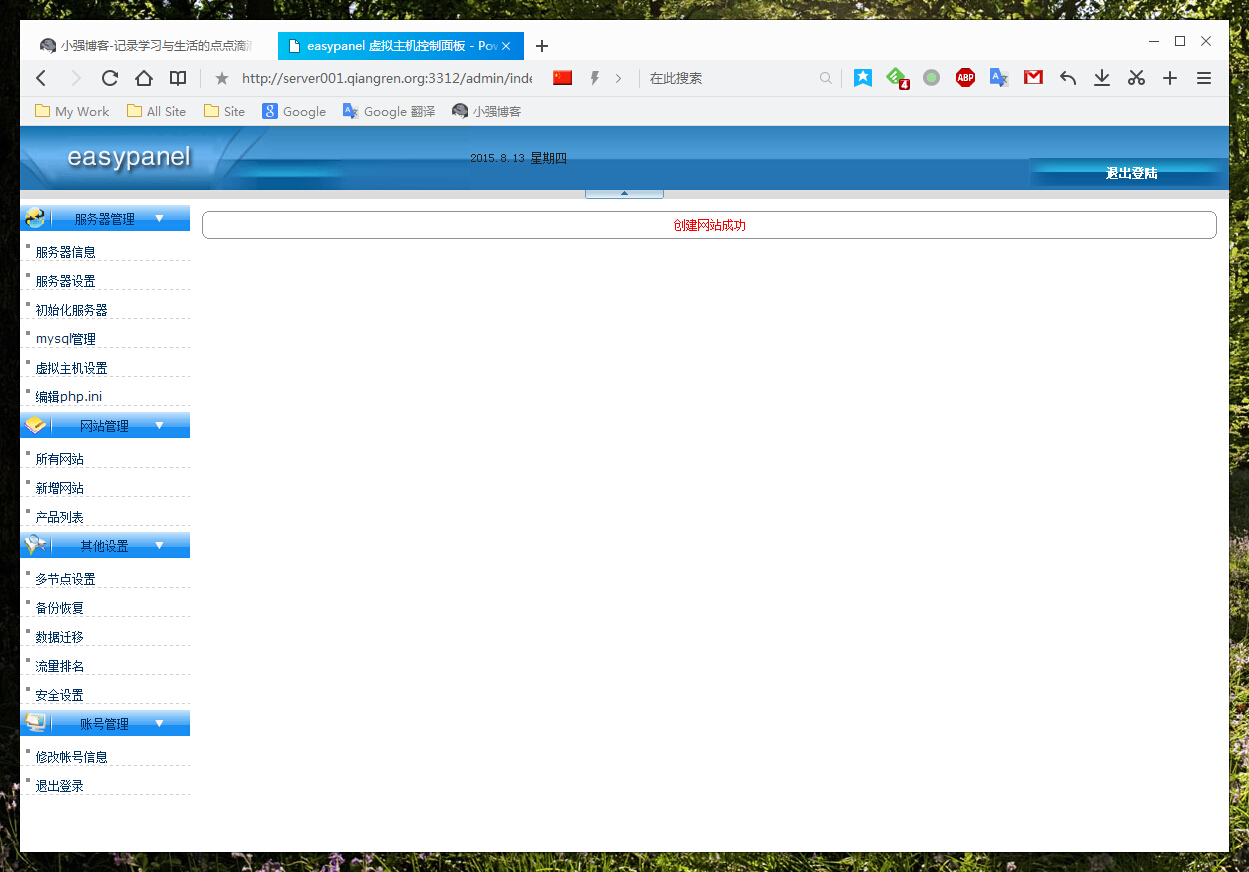 小强博客-记录学习与生活的点点滴
easypanel 虚拟主机控制面板 - Pov
http://server001.qiangren.org:3312/admin/inde
在此搜索
4
ABP
My Work
All Site
Site
Google
Google 翻译
小强博客
easypanel
2015.8.13 星期四
退出登陆
服务器管理
创建网站成功
服务器信息
服务器设置
初始化服务器
mysql管理
虚拟主机设置
编辑php.ini
网站管理
所有网站
新增网站
产品列表
其他设置
多节点设置
备份恢复
数据迁移
流量排名
安全设置
账号管理
修改帐号信息
退出登录